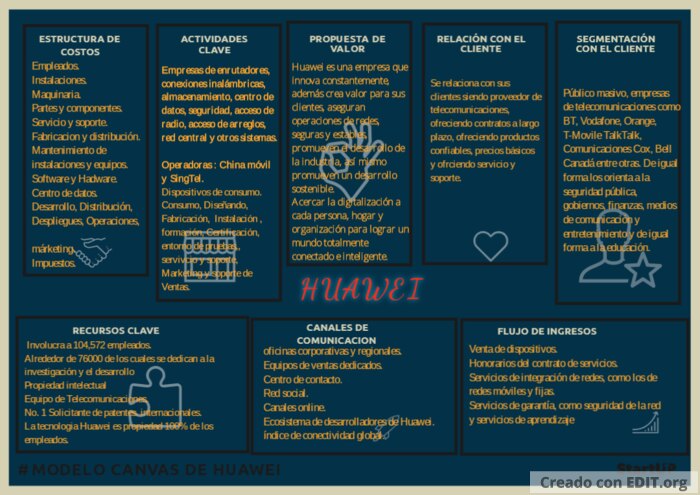 ESTRUCTURA DE
COSTOS
Empleados.
Instalaciones.
Maquinaria.
Partes y componentes.
Servicio y soporte.
Fabricacion y distribución.
Mantenimiento de
instalaciones y equipos.
Software y Hadware.
Centro de datos.
Desarrollo, Distribución,
Despliegues, Operaciones,
márketing.
Impuestos.
ACTIVIDADES
CLAVE
Empresas de enrutadores,
conexiones inalámbricas,
almacenamiento, centro de
datos, seguridad, acceso de
radio, acceso de arreglos,
red central y otros sistemas.
Operadoras : China móvil
y SingTel.
Dispositivos de consumo.
Consumo, Diseñando,
Fabricación, Instalación ,
formación, Certificación,
entorno de pruebas,
servivcio y soporte.
Marketing y soporte de
Ventas.
PROPUESTA DE
VALOR
Huawei es una empresa que
innova constantemente,
además crea valor para sus
clientes, aseguran
operaciones de redes,
seguras y estables,
promueven el desarrollo de
la industria, así mismo
promueven un desarrollo
sostenible.
Acercar la digitalización a
cada persona, hogar y
organización para lograr un
mundo totalmente
conectado e inteligente.
RELACIÓN CON EL
CLIENTE
Se relaciona con sus
clientes siendo proveedor de
telecomunicaciones,
ofreciendo contratos a largo
plazo, ofreciendo productos
confiables, precios básicos
y ofrciendo servicio y
soporte.
SEGMENTACIÓN
CON EL CLIENTE
Público masivo, empresas
de telecomunicaciones como
BT, Vodafone, Orange,
T-Movile TalkTalk,
Comunicaciones Cox, Bell
Canadá entre otras. De igual
forma los orienta a la
seguridad pública,
gobiernos, finanzas, medios
de comunicación y
entretenimiento y de igual
forma a la educación.
HUAWEI
RECURSOS CLAVE
Involucra a 104,572 empleados.
Alrededor de 76000 de los cuales se dedican a la
investigación y el desarrollo
Propiedad intelectual
Equipo de Telecomunicaciones.
No. 1 Solicitante de patentes internacionales.
La tecnologia Huawei es propiedad 100% de los
empleados.
CANALES DE
COMUNICACION
oficinas corporativas y regionales.
Equipos de ventas dedicados.
Centro de contacto.
Red social.
Canales online.
Ecosistema de desarrolladores de Huawei.
índice de conectividad global.
FLUJO DE INGRESOS
Venta de dispositivos.
Honorarios del contrato de servicios.
Servicios de integración de redes, como los de
redes móviles y fijas.
Servicios de garantía, como seguridad de la red
y servicios de aprendizaje
#MODELO CANVAS DE HUAWEI
StartUP
Creado con EDIT.org